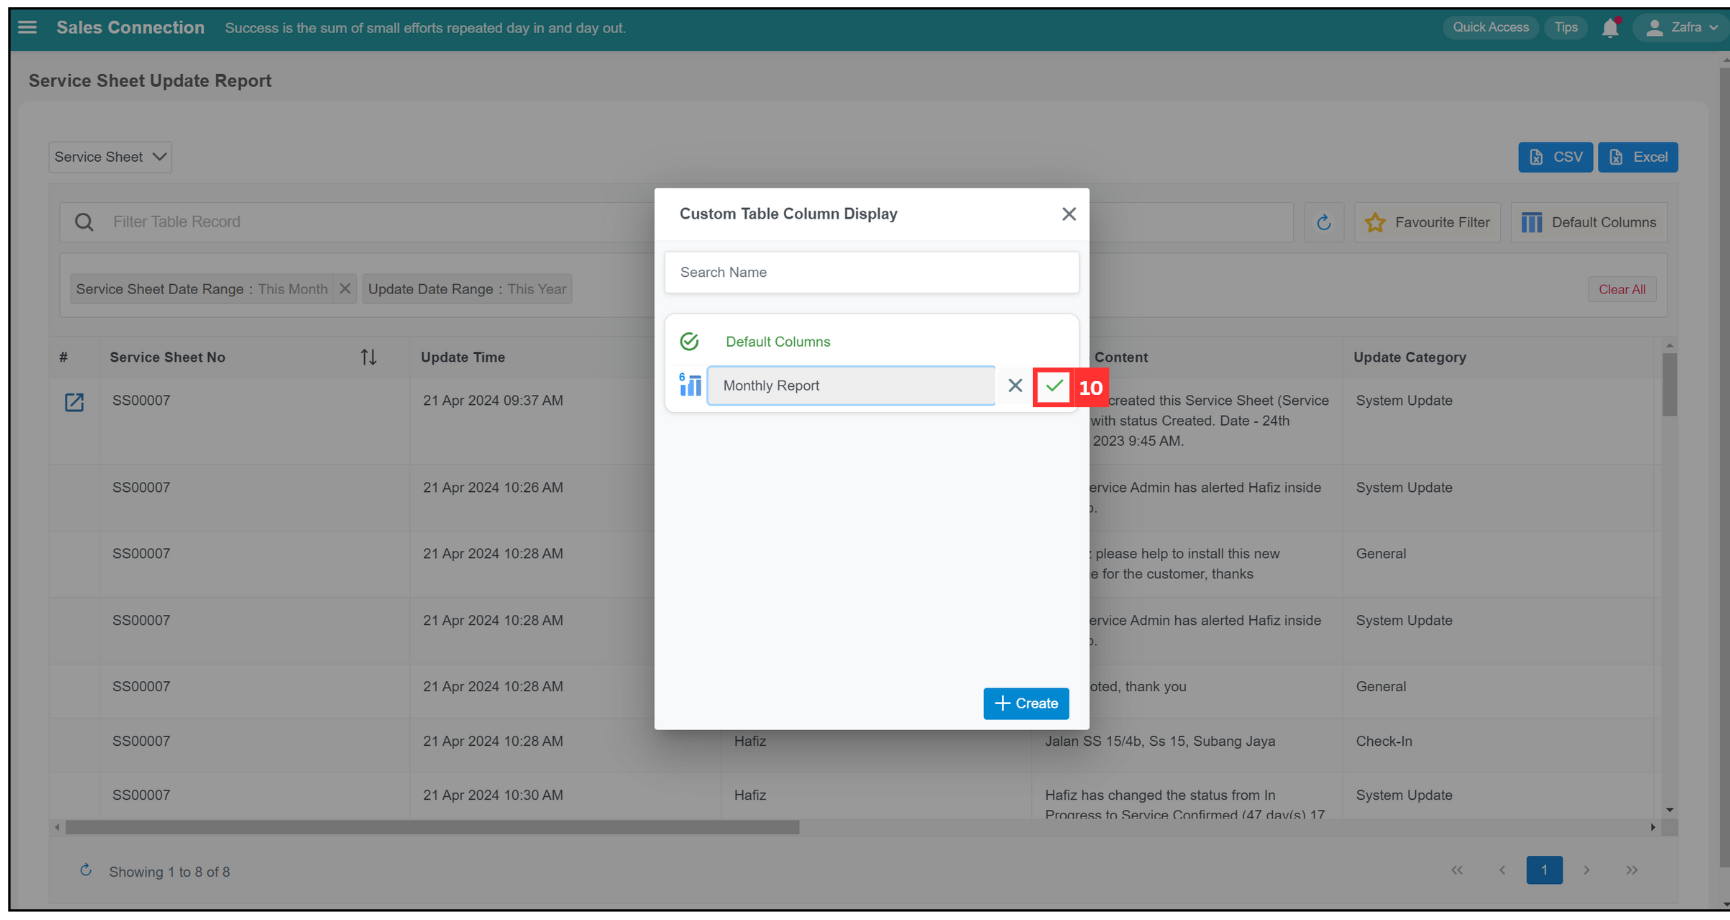 Sales Connection Success is the sum of small efforts repeated day in and day out. Quick Access Tips Zafra
Service Sheet Update Report
Service Sheet CSV Excel
Filter Table Record Favourite Filter Default Columns
Service Sheet Date Range : This Month Update Date Range : This Year Clear All
Custom Table Column Display
Search Name
Default Columns
6 Monthly Report 10
+ Create
# Service Sheet No Update Time Content Update Category
SS00007 21 Apr 2024 09:37 AM created this Service Sheet (Service System Update
with status Created. Date - 24th
2023 9:45 AM.
SS00007 21 Apr 2024 10:26 AM Admin has alerted Hafiz inside System Update
SS00007 21 Apr 2024 10:28 AM please help to install this new General
for the customer, thanks
SS00007 21 Apr 2024 10:28 AM Admin has alerted Hafiz inside System Update
SS00007 21 Apr 2024 10:28 AM thank you General
SS00007 21 Apr 2024 10:28 AM Hafiz Jalan SS 15/4b, Ss 15, Subang Jaya Check-In
SS00007 21 Apr 2024 10:30 AM Hafiz Hafiz has changed the status from In System Update
Progress to Service Confirmed (47 day(s) 17
Showing 1 to 8 of 8 << < 1 > >>